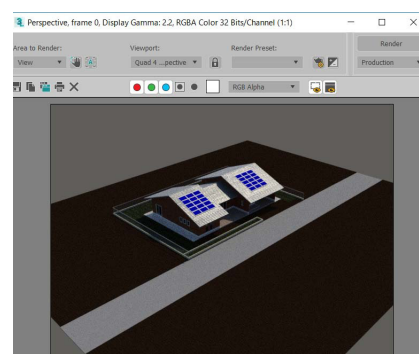 Perspective, frame 0, Display Gamma: 2.2, RGBA Color 32 Bits/Channel (1:1)
Area to Render:
Viewport:
Render Preset:
Render
View
Quad 4 ...pective
Production
RGB Alpha